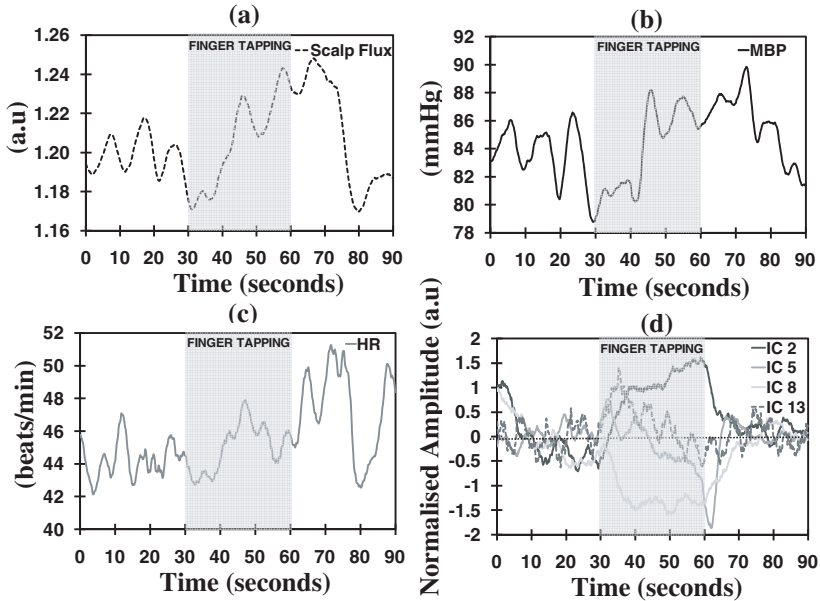 (a)
1.26
1.24
1.22
1.20
1.18
1.16
(a.u)
FINGER TAPPING
Scalp Flux
0 10 20 30 40 50 60 70 80 90
Time (seconds)
(b)
92
90
88
86
84
82
80
78
(mmHg)
FINGER TAPPING
MBP
0 10 20 30 40 50 60 70 80 90
Time (seconds)
(c)
52
50
48
46
44
42
40
(beats/min)
FINGER TAPPING
HR
0 10 20 30 40 50 60 70 80 90
Time (seconds)
(d)
2
1.5
1
0.5
0
-0.5
-1
-1.5
-2
Normalised Amplitude (a.u)
FINGER TAPPING
IC 2
IC 5
IC 8
IC 13
0 10 20 30 40 50 60 70 80 90
Time (seconds)